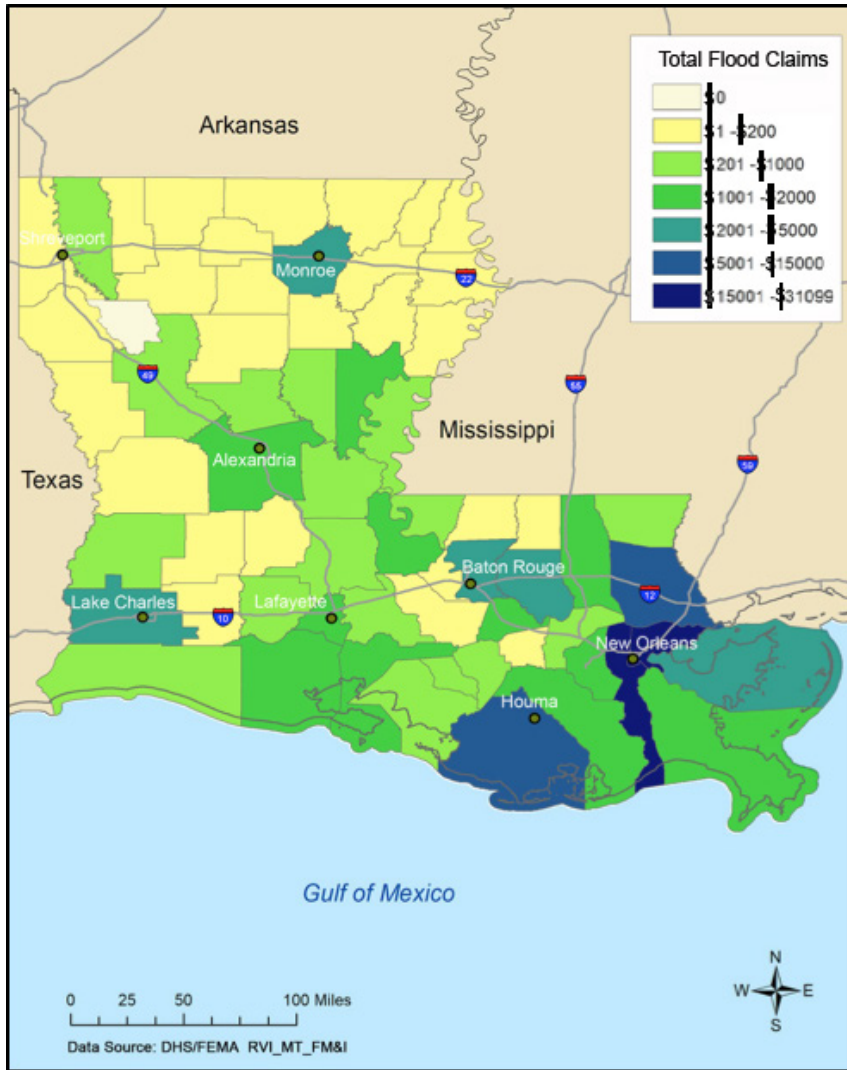 Total Flood Claims
$0
$1 -$200
$201 -$1000
$1001 -$2000
$2001 -$5000
$5001 -$15000
$15001 -$31099
Arkansas
Shreveport
Monroe
22
49
55
Mississippi
Alexandria
Texas
59
Baton Rouge
Lake Charles
Lafayette
12
10
New Orleans
Houma
Gulf of Mexico
N
W E
S
0 25 50 100 Miles
Data Source: DHS/FEMA RVI_MT_FM&I